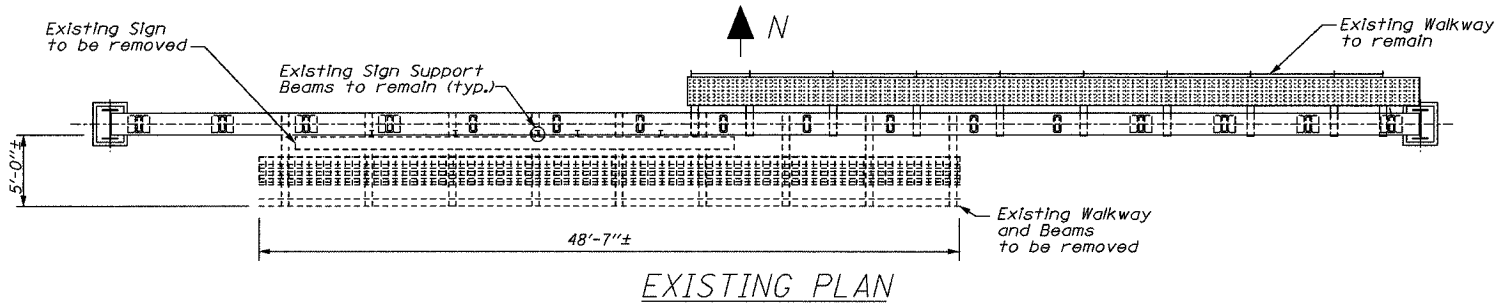 Existing Sign
to be removed
N
Existing Walkway
to remain
Existing Sign Support
Beams to remain (typ.)
5'-0"±
Existing Walkway
and Beams
to be removed
48'-7"±
EXISTING PLAN